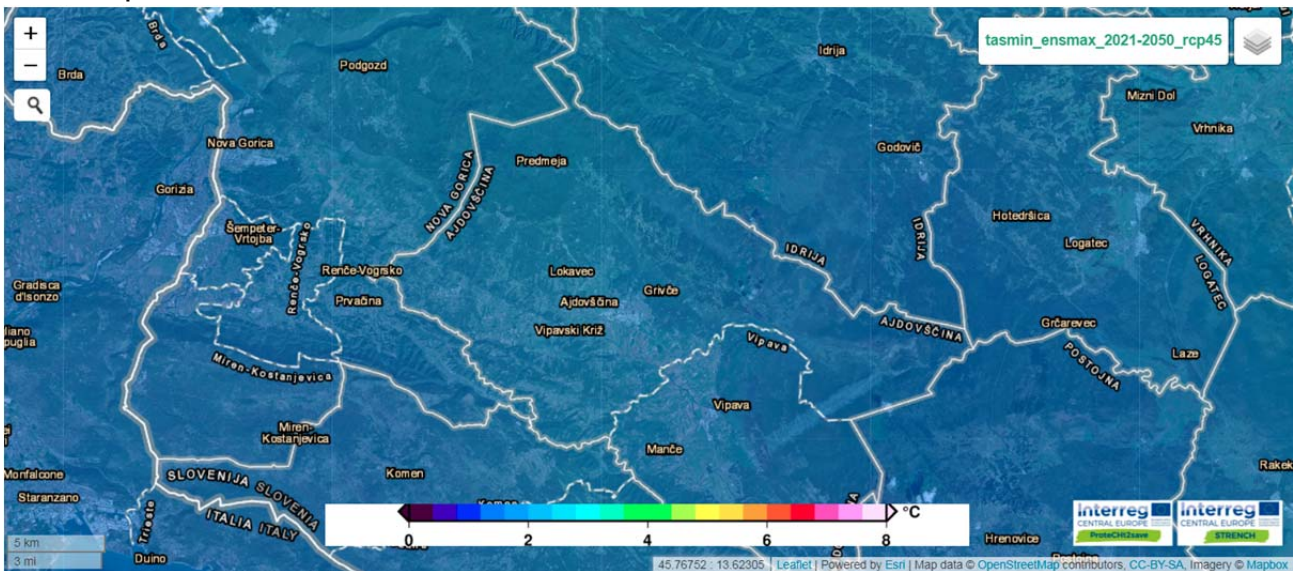 +
−
tasmin_ensmax_2021-2050_rcp45
Brda
Brda
Podgozd
Idrija
Mizni Dol
Vrhnika
Nova Gorica
Predmeja
Godovič
Gorizia
NOVA GORICA
AJDOVŠČINA
Šempeter-
Vrtojba
Renče-Vogrsko
Hotedršica
Logatec
IDRIJA
IDRIJA
VRHNIKA
LOGATEC
Renče-Vogrsko
Lokavec
Grivče
Gradisca
d'Isonzo
Prvačina
Ajdovščina
Vipavski Križ
AJDOVŠČINA
Grčarevec
Vipava
POSTOJNA
Laze
Miren-Kostanjevica
Vipava
Miren-
Kostanjevica
Manče
Monfalcone
Komen
Rakek
Staranzano
SLOVENIJA SLOVENIA
ITALIA ITALY
Trieste
Duino
0 2 4 6 8
°C
Hrenovice
Interreg
CENTRAL EUROPE
ProteCHt2save
Interreg
CENTRAL EUROPE
STRENCH
5 km
3 mi
45.76752 : 13.62305 | Leaflet | Powered by Esri | Map data © OpenStreetMap contributors, CC-BY-SA, Imagery © Mapbox